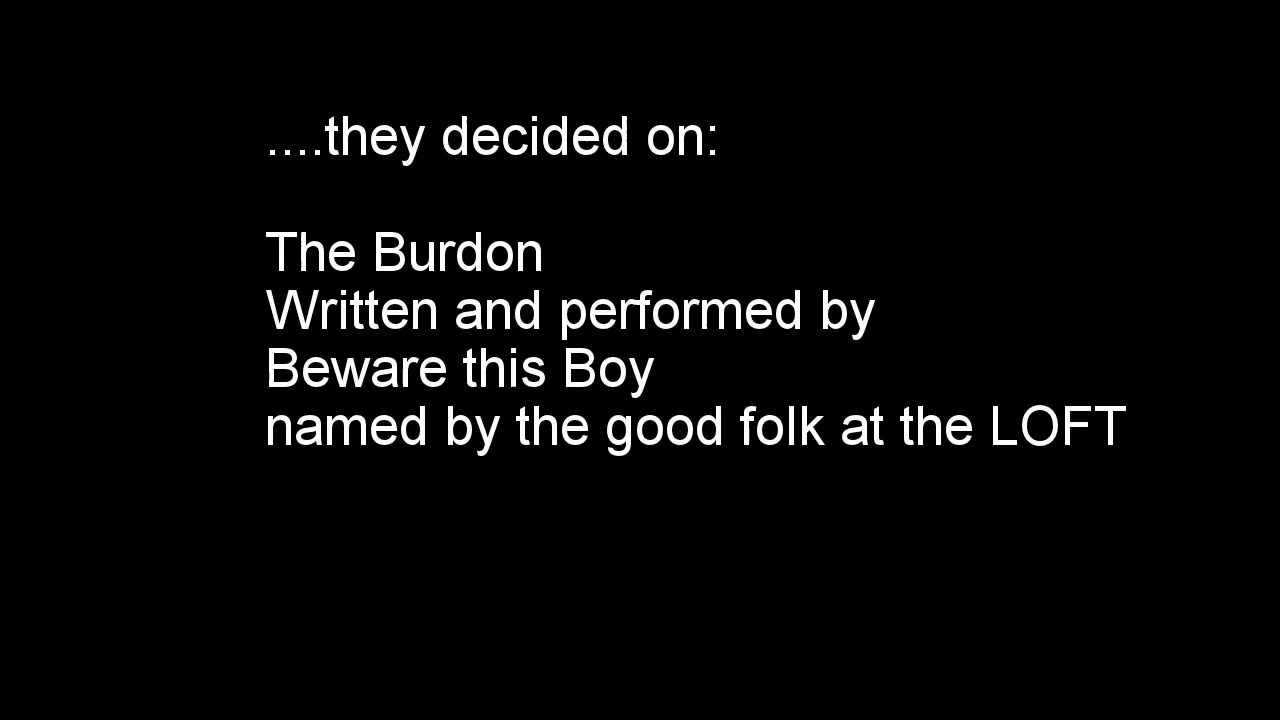 ....they decided on:
The Burdon
Written and performed by
Beware this Boy
named by the good folk at the LOFT